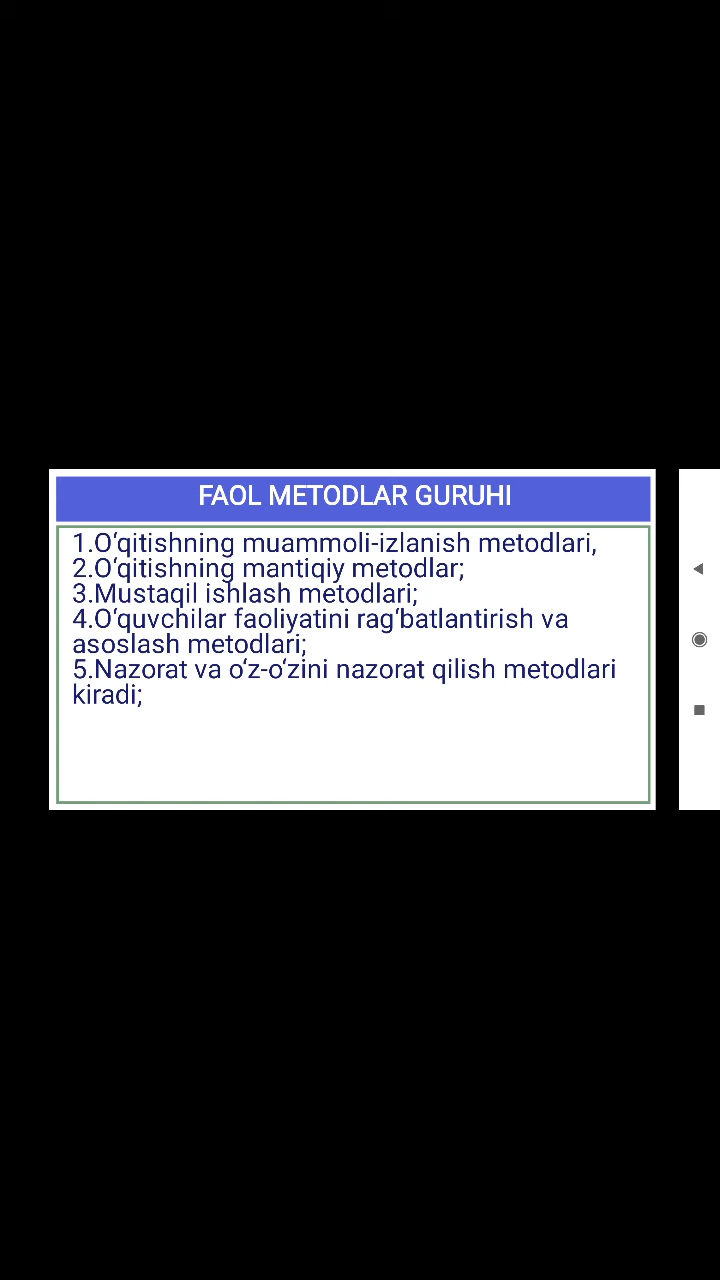 FAOL METODLAR GURUHI
1.O‘qitishning muammoli-izlanish metodlari,
2.O‘qitishning mantiqiy metodlar;
3.Mustaqil ishlash metodlari;
4.O‘quvchilar faoliyatini rag‘batlantirish va
asoslash metodlari;
5.Nazorat va o‘z-o‘zini nazorat qilish metodlari
kiradi;